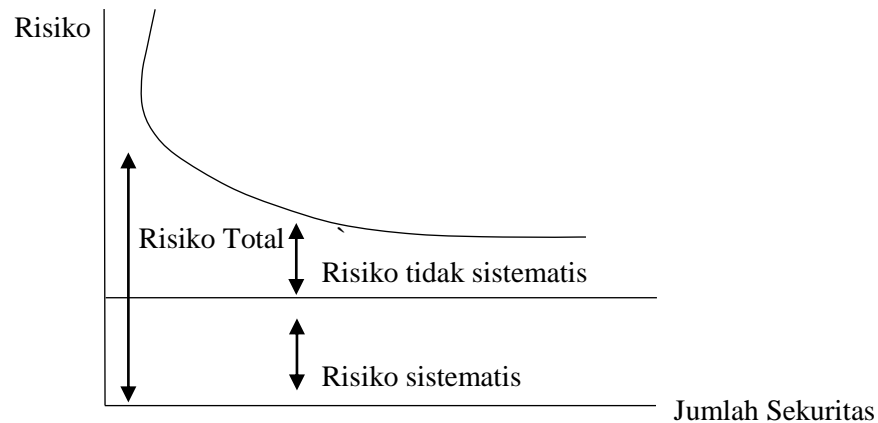 Risiko
Risiko Total
Risiko tidak sistematis
Risiko sistematis
Jumlah Sekuritas